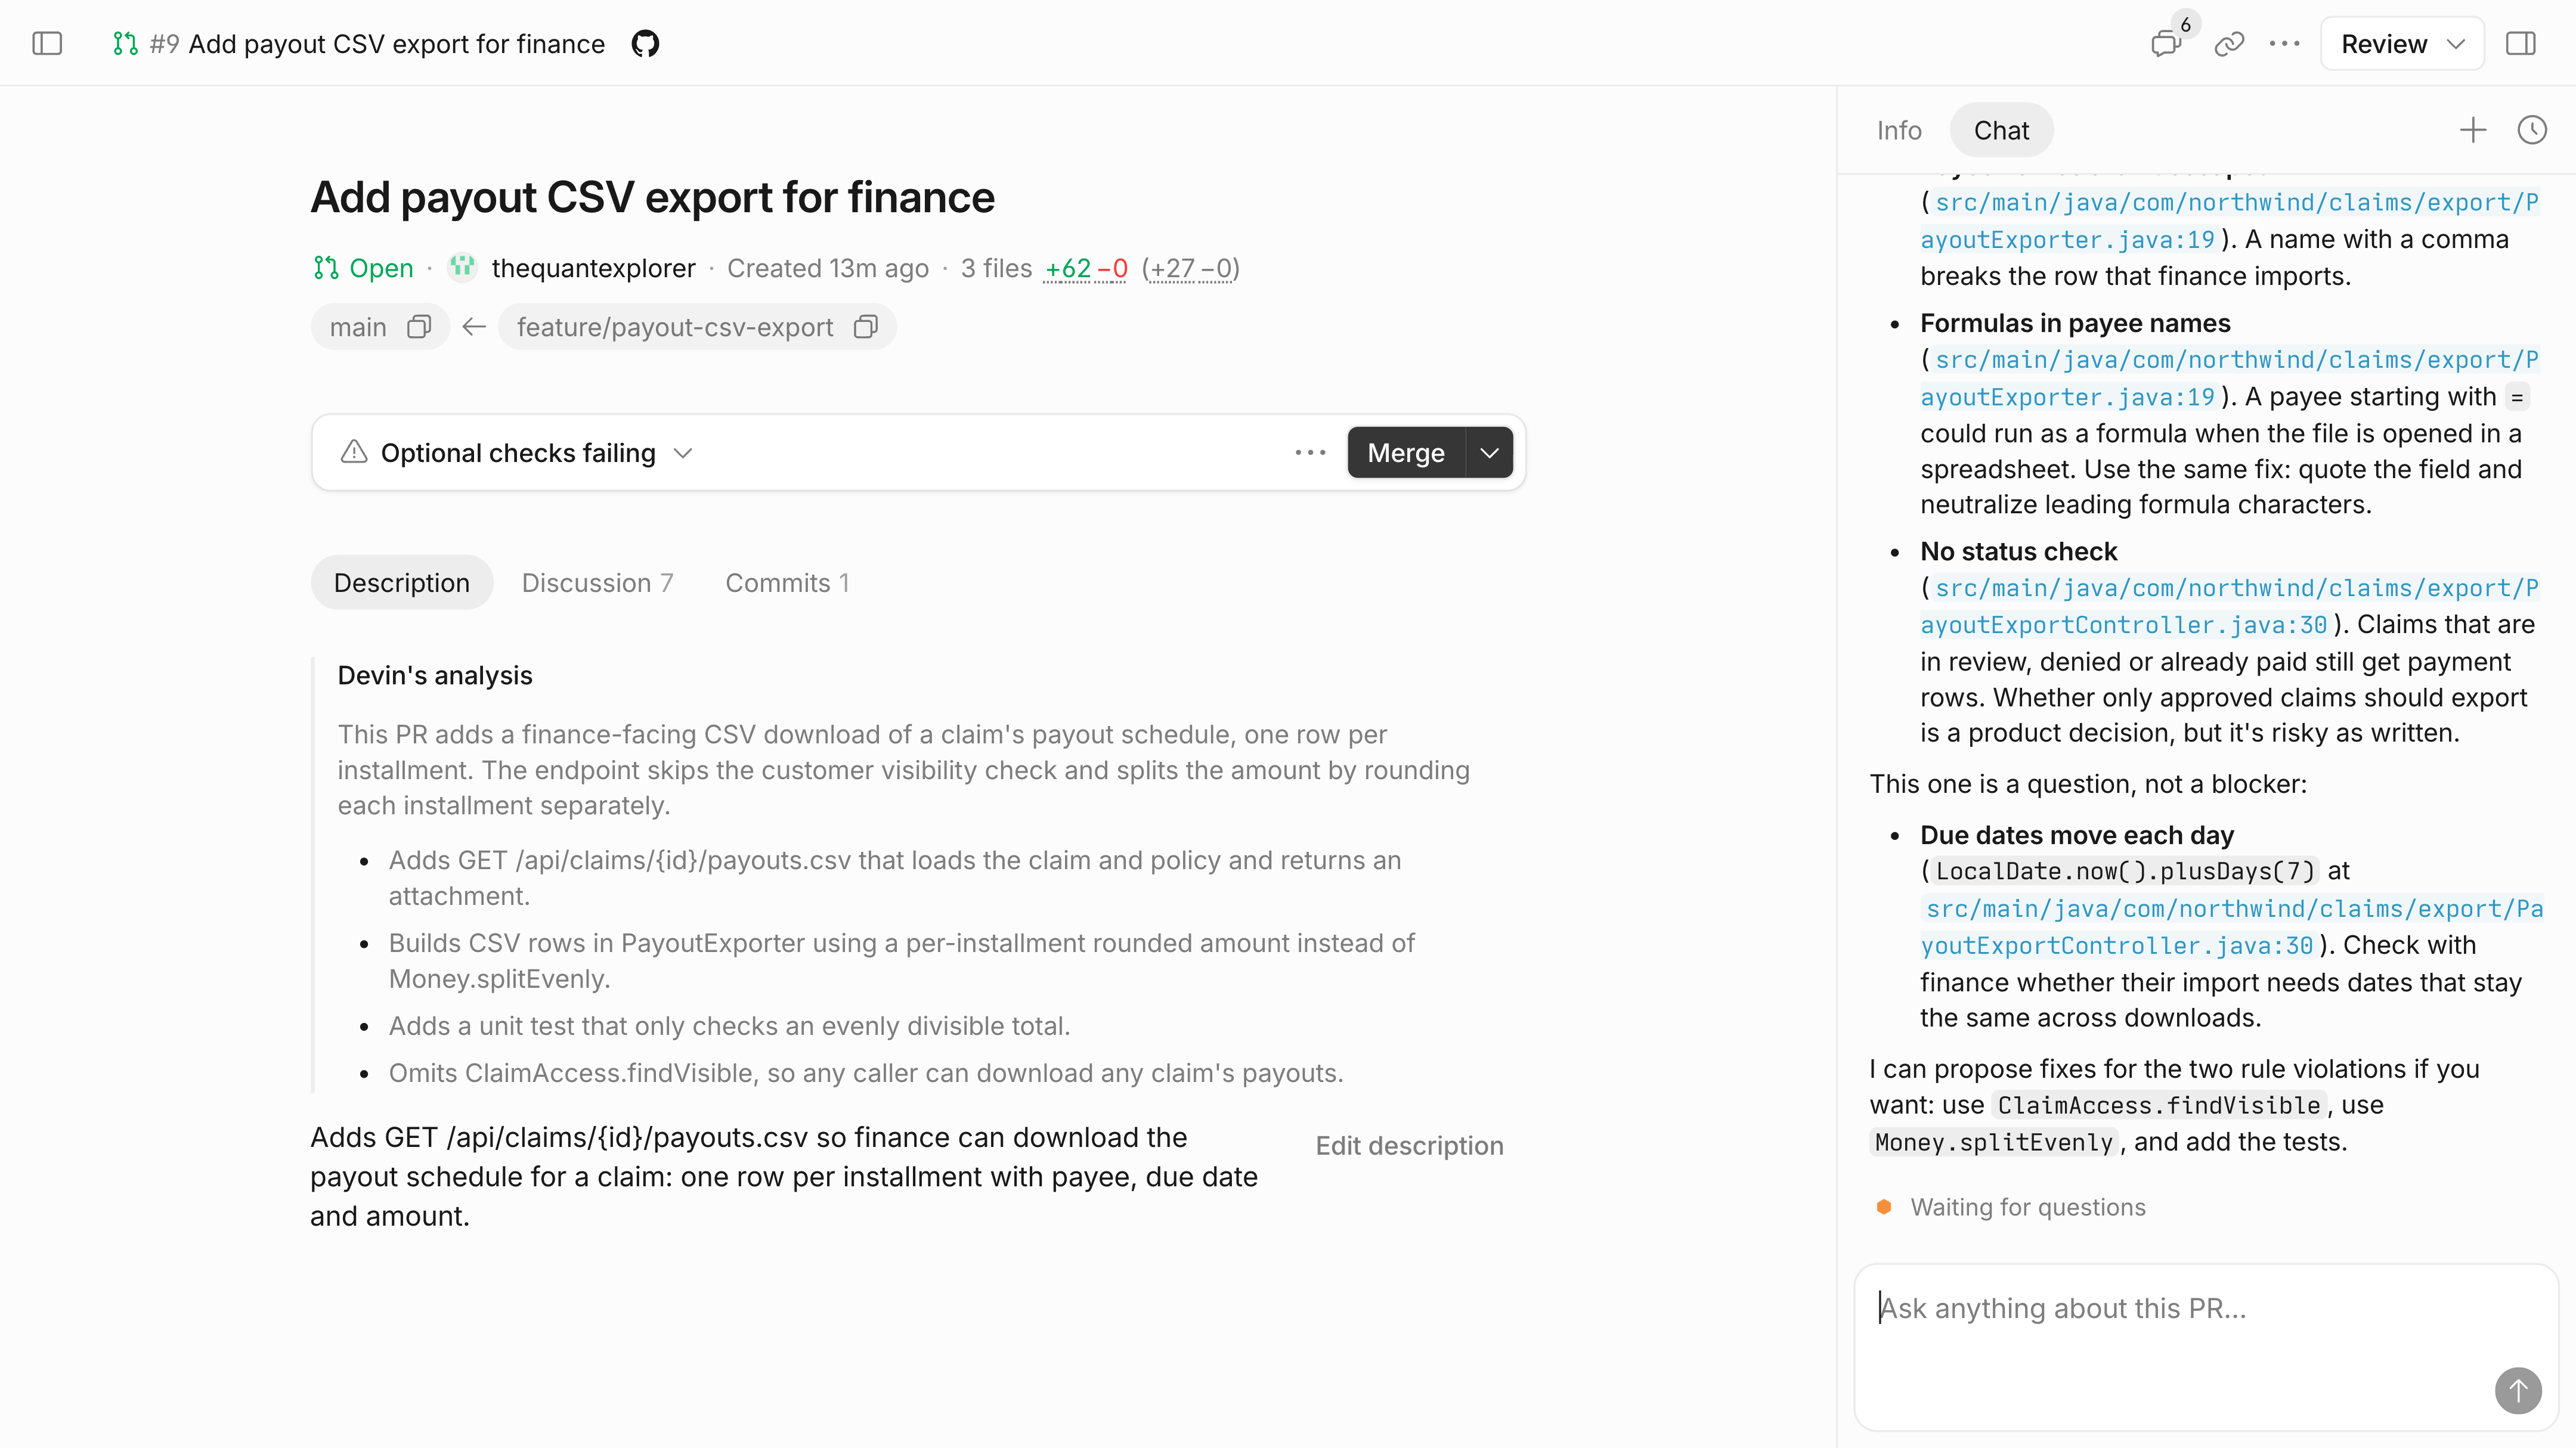 #9 Add payout CSV export for finance
6
Review
Add payout CSV export for finance
Open · thequantexplorer · Created 13m ago · 3 files +62 −0 (+27 −0)
main ← feature/payout-csv-export
Optional checks failing
Merge
Description
Discussion 7
Commits 1
Devin's analysis
This PR adds a finance-facing CSV download of a claim's payout schedule, one row per
installment. The endpoint skips the customer visibility check and splits the amount by rounding
each installment separately.
• Adds GET /api/claims/{id}/payouts.csv that loads the claim and policy and returns an
attachment.
• Builds CSV rows in PayoutExporter using a per-installment rounded amount instead of
Money.splitEvenly.
• Adds a unit test that only checks an evenly divisible total.
• Omits ClaimAccess.findVisible, so any caller can download any claim's payouts.
Adds GET /api/claims/{id}/payouts.csv so finance can download the
payout schedule for a claim: one row per installment with payee, due date
and amount.
Edit description
Info
Chat
(src/main/java/com/northwind/claims/export/P
ayoutExporter.java:19). A name with a comma
breaks the row that finance imports.
• Formulas in payee names
(src/main/java/com/northwind/claims/export/P
ayoutExporter.java:19). A payee starting with =
could run as a formula when the file is opened in a
spreadsheet. Use the same fix: quote the field and
neutralize leading formula characters.
• No status check
(src/main/java/com/northwind/claims/export/P
ayoutExportController.java:30). Claims that are
in review, denied or already paid still get payment
rows. Whether only approved claims should export
is a product decision, but it's risky as written.
This one is a question, not a blocker:
• Due dates move each day
(LocalDate.now().plusDays(7) at
src/main/java/com/northwind/claims/export/Pa
youtExportController.java:30). Check with
finance whether their import needs dates that stay
the same across downloads.
I can propose fixes for the two rule violations if you
want: use ClaimAccess.findVisible, use
Money.splitEvenly, and add the tests.
Waiting for questions
Ask anything about this PR...